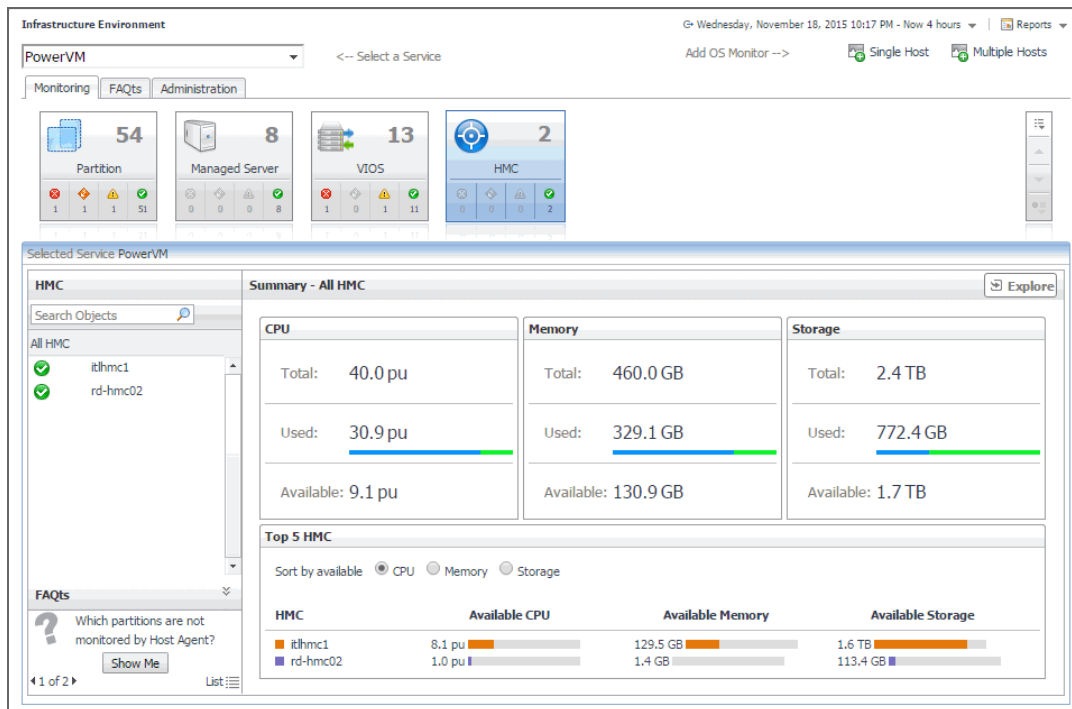 Infrastructure Environment
Wednesday, November 18, 2015 10:17 PM - Now 4 hours
Reports
PowerVM
<-- Select a Service
Add OS Monitor -->
Single Host
Multiple Hosts
Monitoring
FAQts
Administration
54
8
13
2
Partition
Managed Server
VIOS
HMC
1 1 1 51
0 0 0 8
1 0 1 11
0 0 0 2
Selected Service PowerVM
HMC
Summary - All HMC
Explore
Search Objects
All HMC
itlhmc1
rd-hmc02
CPU
Total: 40.0 pu
Used: 30.9 pu
Available: 9.1 pu
Memory
Total: 460.0 GB
Used: 329.1 GB
Available: 130.9 GB
Storage
Total: 2.4 TB
Used: 772.4 GB
Available: 1.7 TB
Top 5 HMC
Sort by available CPU Memory Storage
HMC Available CPU Available Memory Available Storage
itlhmc1 8.1 pu 129.5 GB 1.6 TB
rd-hmc02 1.0 pu 1.4 GB 113.4 GB
FAQts
Which partitions are not
monitored by Host Agent?
Show Me
1 of 2
List